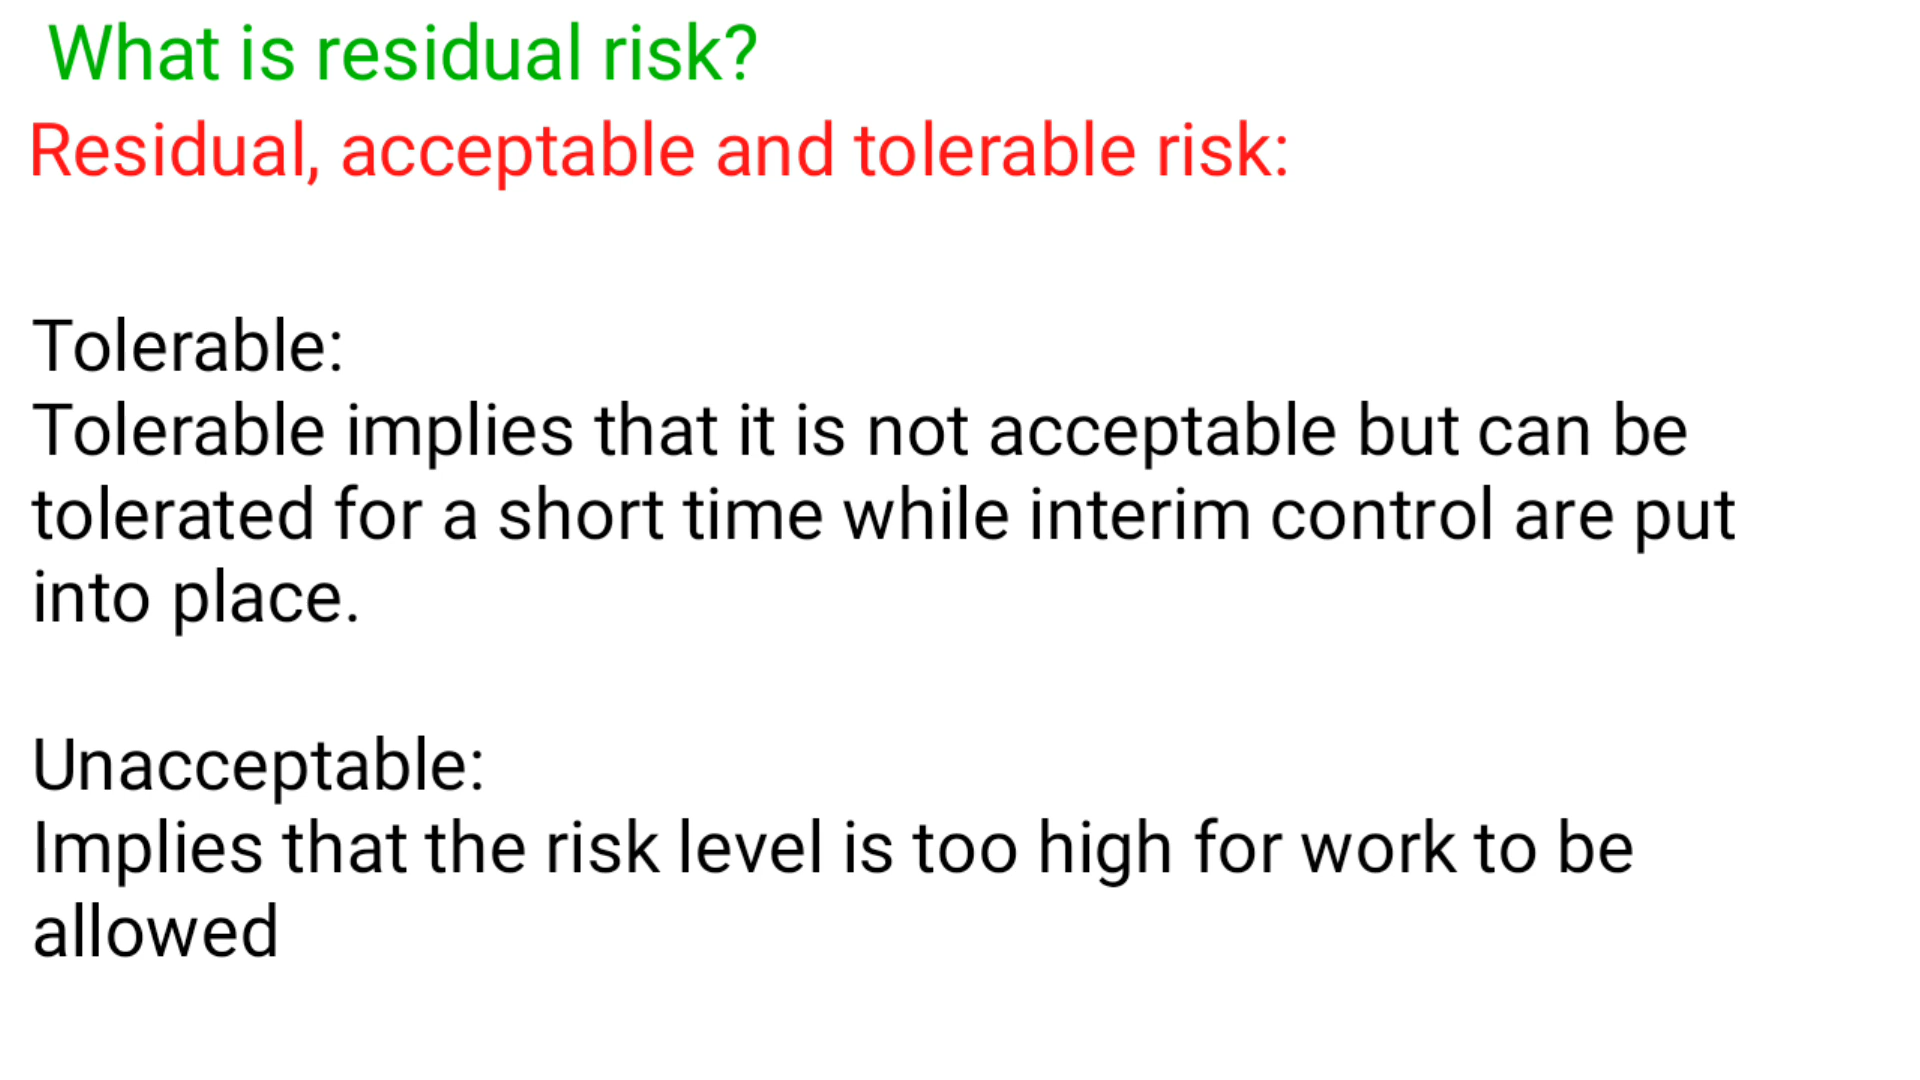 What is residual risk?
Residual, acceptable and tolerable risk:
Tolerable:
Tolerable implies that it is not acceptable but can be
tolerated for a short time while interim control are put
into place.
Unacceptable:
Implies that the risk level is too high for work to be
allowed